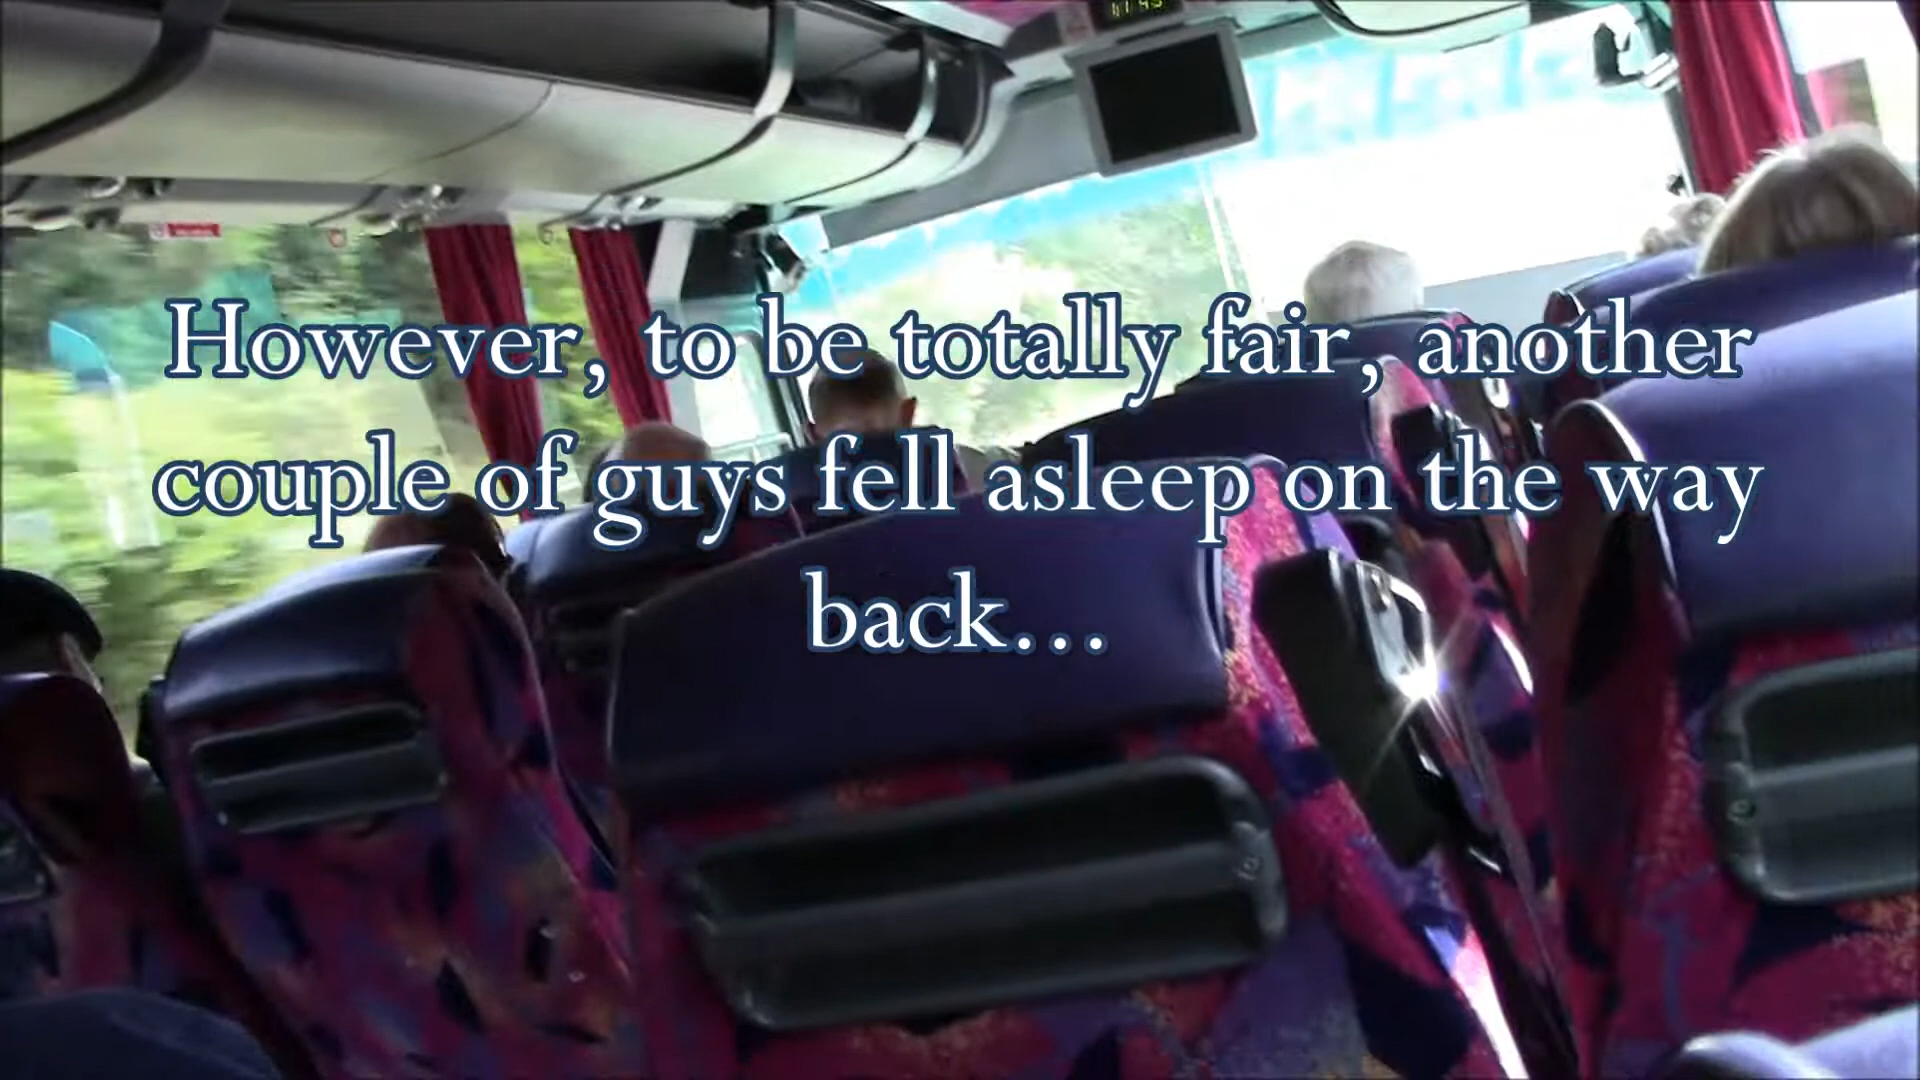 However, to be totally fair, another
couple of guys fell asleep on the way
back...